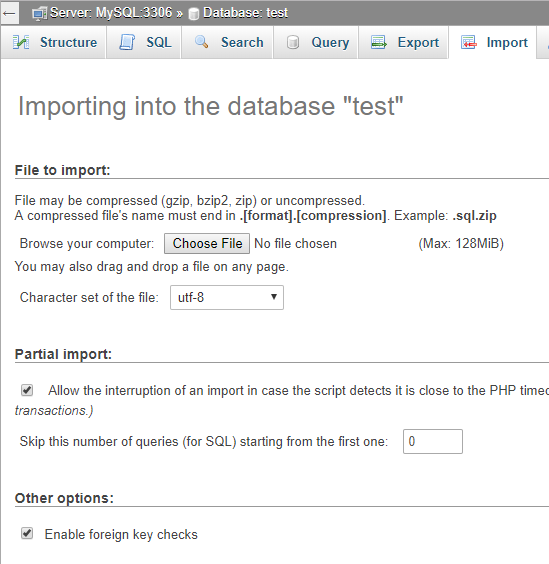 Server: MySQL:3306 » Database: test
Structure SQL Search Query Export Import
Importing into the database "test"
File to import:
File may be compressed (gzip, bzip2, zip) or uncompressed.
A compressed file's name must end in .[format].[compression]. Example: .sql.zip
Browse your computer: Choose File No file chosen (Max: 128MiB)
You may also drag and drop a file on any page.
Character set of the file: utf-8
Partial import:
Allow the interruption of an import in case the script detects it is close to the PHP timeo
transactions.)
Skip this number of queries (for SQL) starting from the first one: 0
Other options:
Enable foreign key checks